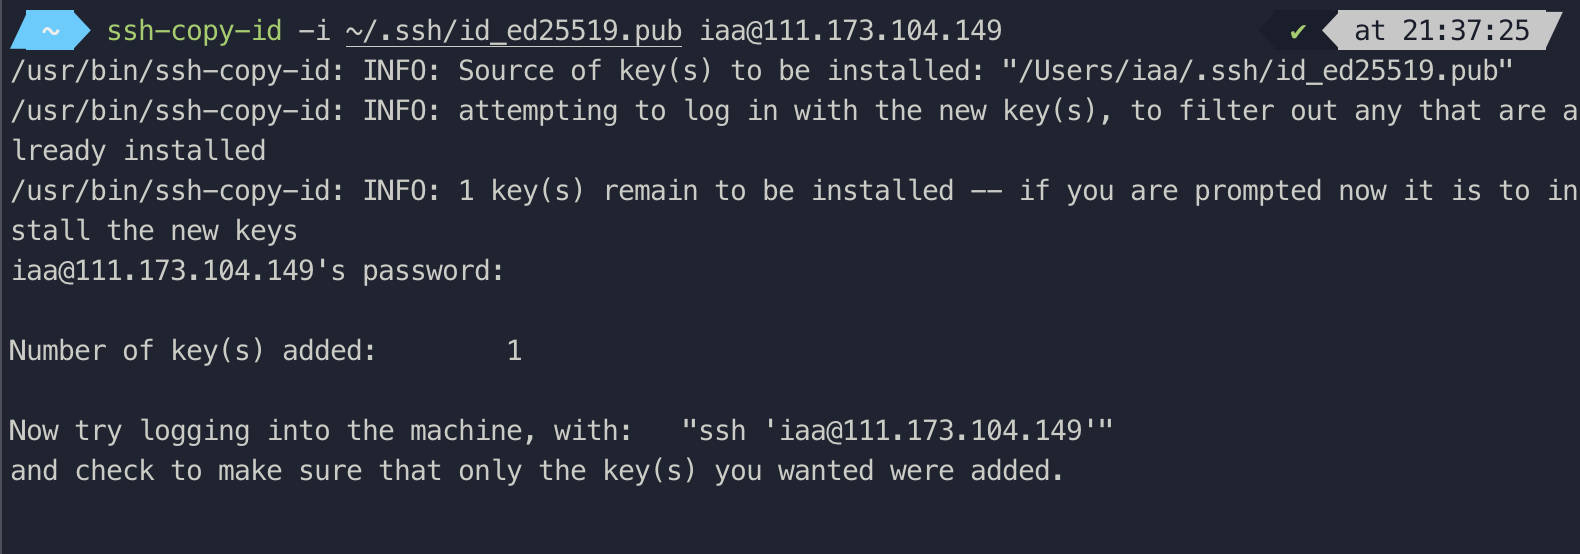 ~ ssh-copy-id -i ~/.ssh/id_ed25519.pub iaa@111.173.104.149 ✔ at 21:37:25
/usr/bin/ssh-copy-id: INFO: Source of key(s) to be installed: "/Users/iaa/.ssh/id_ed25519.pub"
/usr/bin/ssh-copy-id: INFO: attempting to log in with the new key(s), to filter out any that are a
lready installed
/usr/bin/ssh-copy-id: INFO: 1 key(s) remain to be installed -- if you are prompted now it is to in
stall the new keys
iaa@111.173.104.149's password:
Number of key(s) added: 1
Now try logging into the machine, with: "ssh 'iaa@111.173.104.149'"
and check to make sure that only the key(s) you wanted were added.